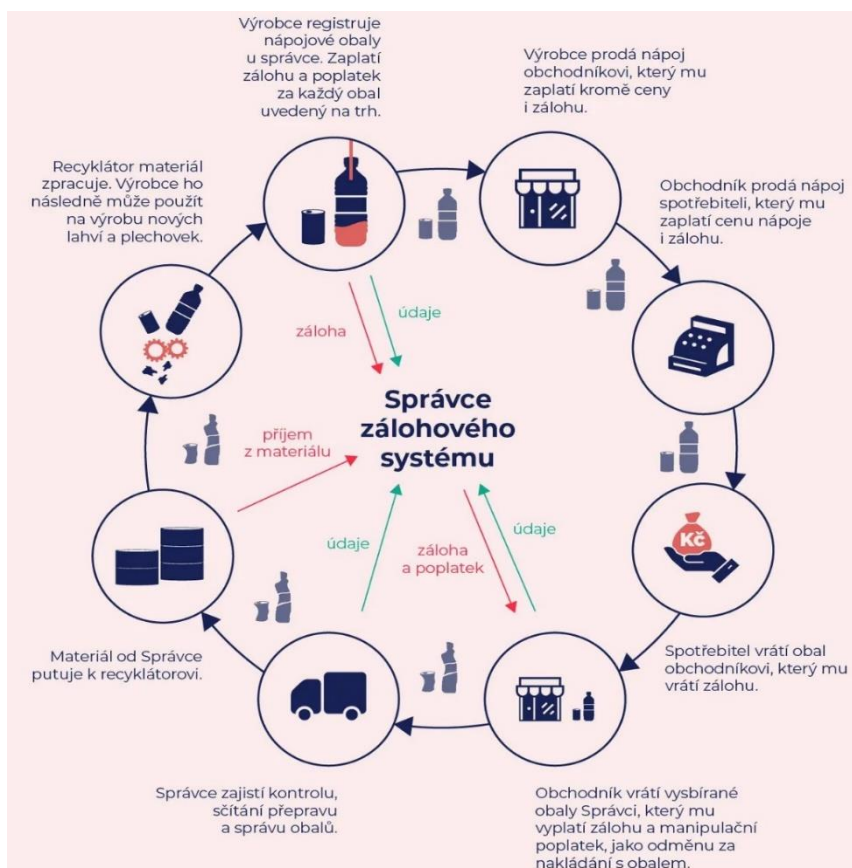 Výrobce registruje
nápojové obaly
u správce. Zaplatí
zálohu a poplatek
za každý obal
uvedený na trh.
Výrobce prodá nápoj
obchodníkovi, který mu
zaplatí kromě ceny
i zálohu.
Obchodník prodá nápoj
spotřebiteli, který mu
zaplatí cenu nápoje
i zálohu.
Recyklátor materiál
zpracuje. Výrobce ho
následně může použít
na výrobu nových
lahví a plechovek.
záloha
údaje
Správce
zálohového
systému
příjem
z materiálu
údaje
záloha
a poplatek
údaje
Kč
Spotřebitel vrátí obal
obchodníkovi, který mu
vrátí zálohu.
Materiál od Správce
putuje k recyklátorovi.
Správce zajistí kontrolu,
sčítání přepravu
a správu obalů.
Obchodník vrátí vysbírané
obaly Správci, který mu
vyplatí zálohu a manipulační
poplatek, jako odměnu za
nakládání s obalem.